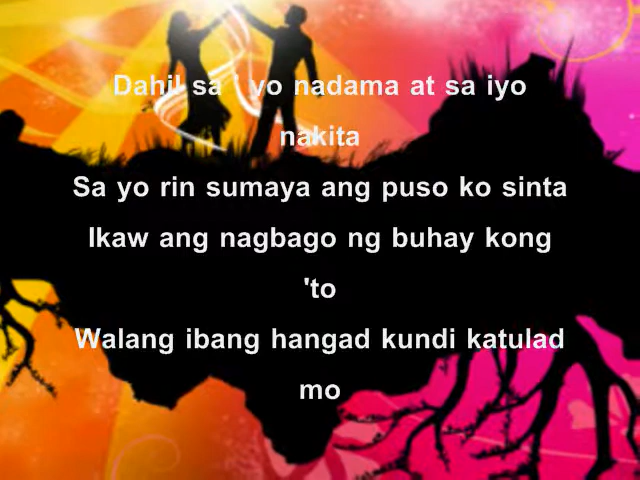 Dahil sa ' yo nadama at sa iyo
nakita
Sa yo rin sumaya ang puso ko sinta
Ikaw ang nagbago ng buhay kong
'to
Walang ibang hangad kundi katulad
mo